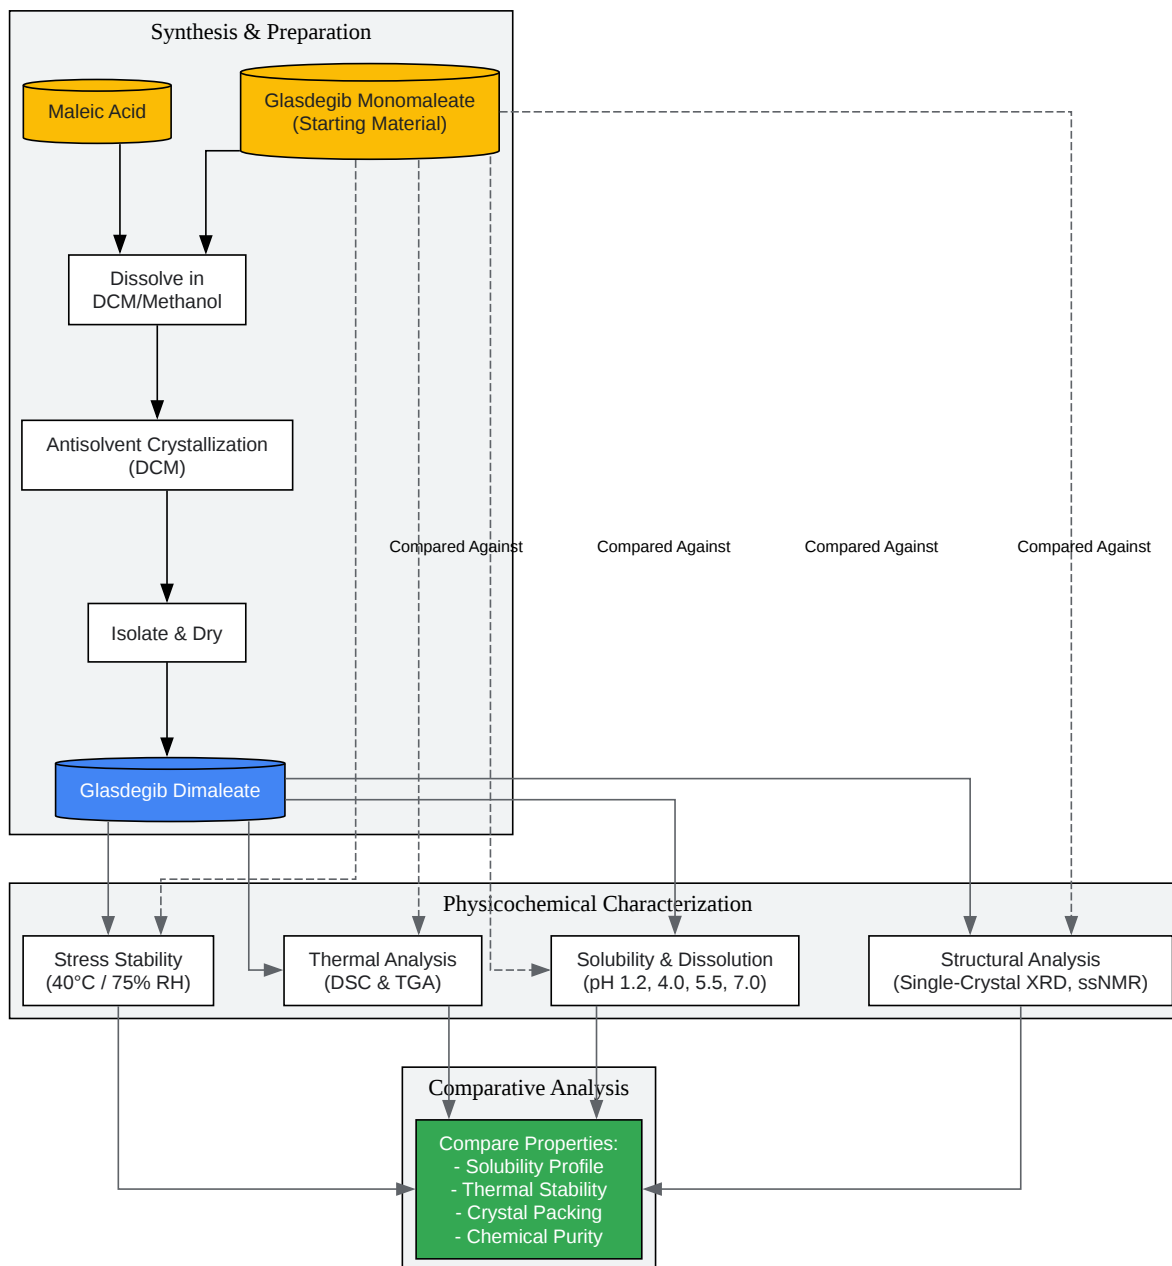 Synthesis & Preparation
Maleic Acid
Glasdegib Monomaleate
(Starting Material)
Dissolve in
DCM/Methanol
Antisolvent Crystallization
(DCM)
Compared Against
Compared Against
Compared Against
Compared Against
Isolate & Dry
Glasdegib Dimaleate
Physicochemical Characterization
Stress Stability
(40°C / 75% RH)
Thermal Analysis
(DSC & TGA)
Solubility & Dissolution
(pH 1.2, 4.0, 5.5, 7.0)
Structural Analysis
(Single-Crystal XRD, ssNMR)
Comparative Analysis
Compare Properties:
- Solubility Profile
- Thermal Stability
- Crystal Packing
- Chemical Purity